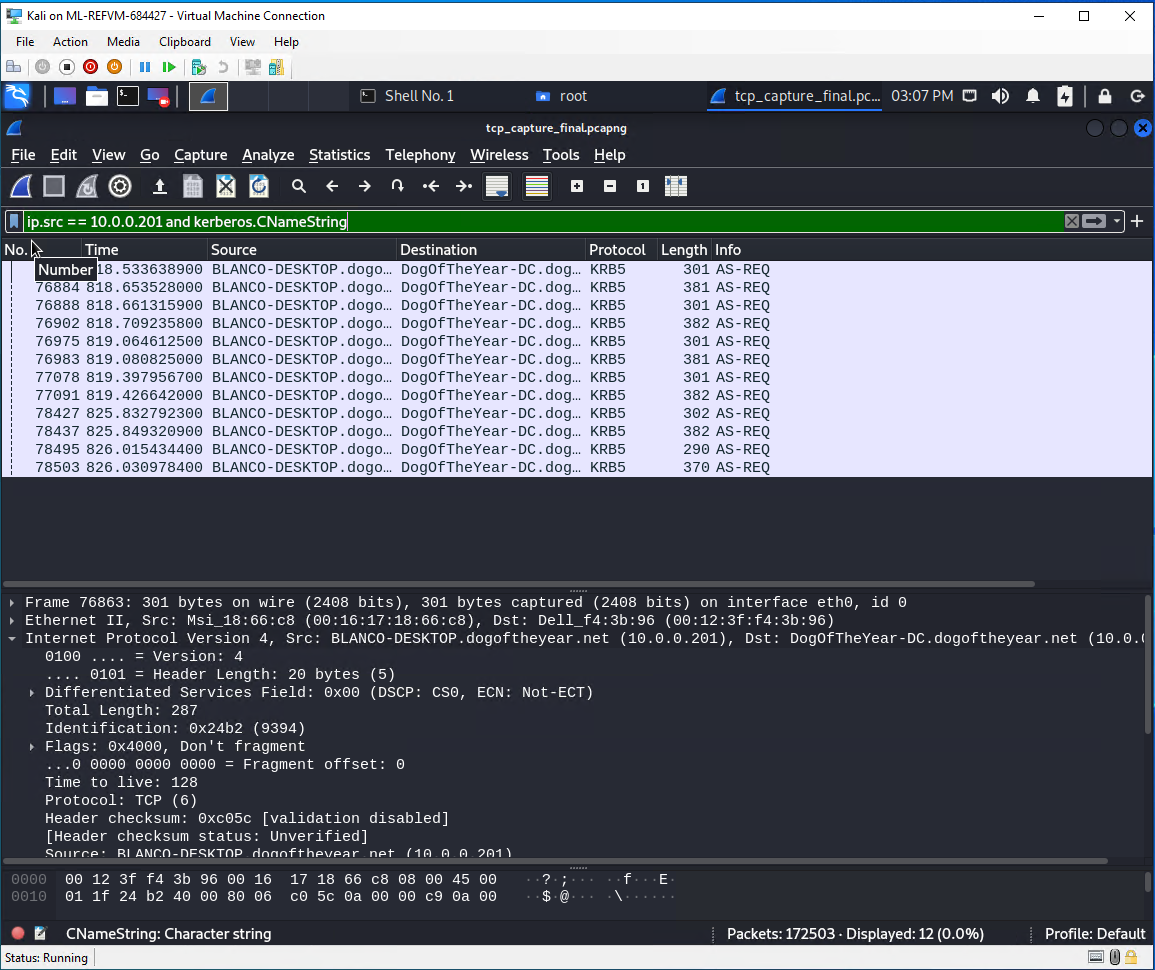 Kali on ML-REFVM-684427 - Virtual Machine Connection
File Action Media Clipboard View Help
Shell No. 1 root tcp_capture_final.pc... 03:07 PM
tcp_capture_final.pcapng
File Edit View Go Capture Analyze Statistics Telephony Wireless Tools Help
ip.src == 10.0.0.201 and kerberos.CNameString
No. Time Source Destination Protocol Length Info
Number
18.533638900 BLANCO-DESKTOP.dogo… DogOfTheYear-DC.dog… KRB5 301 AS-REQ
76884 818.653528000 BLANCO-DESKTOP.dogo… DogOfTheYear-DC.dog… KRB5 381 AS-REQ
76888 818.661315900 BLANCO-DESKTOP.dogo… DogOfTheYear-DC.dog… KRB5 301 AS-REQ
76902 818.709235800 BLANCO-DESKTOP.dogo… DogOfTheYear-DC.dog… KRB5 382 AS-REQ
76975 819.064612500 BLANCO-DESKTOP.dogo… DogOfTheYear-DC.dog… KRB5 301 AS-REQ
76983 819.080825000 BLANCO-DESKTOP.dogo… DogOfTheYear-DC.dog… KRB5 381 AS-REQ
77078 819.397956700 BLANCO-DESKTOP.dogo… DogOfTheYear-DC.dog… KRB5 301 AS-REQ
77091 819.426642000 BLANCO-DESKTOP.dogo… DogOfTheYear-DC.dog… KRB5 382 AS-REQ
78427 825.832792300 BLANCO-DESKTOP.dogo… DogOfTheYear-DC.dog… KRB5 302 AS-REQ
78437 825.849320900 BLANCO-DESKTOP.dogo… DogOfTheYear-DC.dog… KRB5 382 AS-REQ
78495 826.015434400 BLANCO-DESKTOP.dogo… DogOfTheYear-DC.dog… KRB5 290 AS-REQ
78503 826.030978400 BLANCO-DESKTOP.dogo… DogOfTheYear-DC.dog… KRB5 370 AS-REQ
Frame 76863: 301 bytes on wire (2408 bits), 301 bytes captured (2408 bits) on interface eth0, id 0
Ethernet II, Src: Msi_18:66:c8 (00:16:17:18:66:c8), Dst: Dell_f4:3b:96 (00:12:3f:f4:3b:96)
Internet Protocol Version 4, Src: BLANCO-DESKTOP.dogoftheyear.net (10.0.0.201), Dst: DogOfTheYear-DC.dogoftheyear.net (10.0.0
0100 .... = Version: 4
.... 0101 = Header Length: 20 bytes (5)
Differentiated Services Field: 0x00 (DSCP: CS0, ECN: Not-ECT)
Total Length: 287
Identification: 0x24b2 (9394)
Flags: 0x4000, Don't fragment
...0 0000 0000 0000 = Fragment offset: 0
Time to live: 128
Protocol: TCP (6)
Header checksum: 0xc05c [validation disabled]
[Header checksum status: Unverified]
Source: BLANCO-DESKTOP.dogoftheyear.net (10.0.0.201)
0000 00 12 3f f4 3b 96 00 16 17 18 66 c8 08 00 45 00 ··?·;··· ··f···E·
0010 01 1f 24 b2 40 00 80 06 c0 5c 0a 00 00 c9 0a 00 ··$·@··· ·\······
CNameString: Character string Packets: 172503 · Displayed: 12 (0.0%) Profile: Default
Status: Running